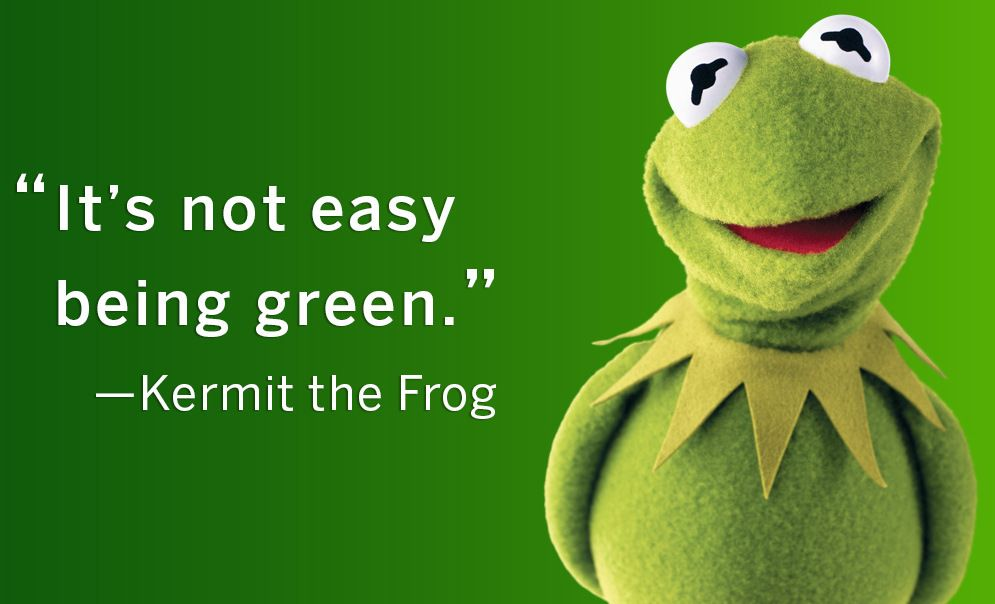 “It’s not easy
being green.”
—Kermit the Frog